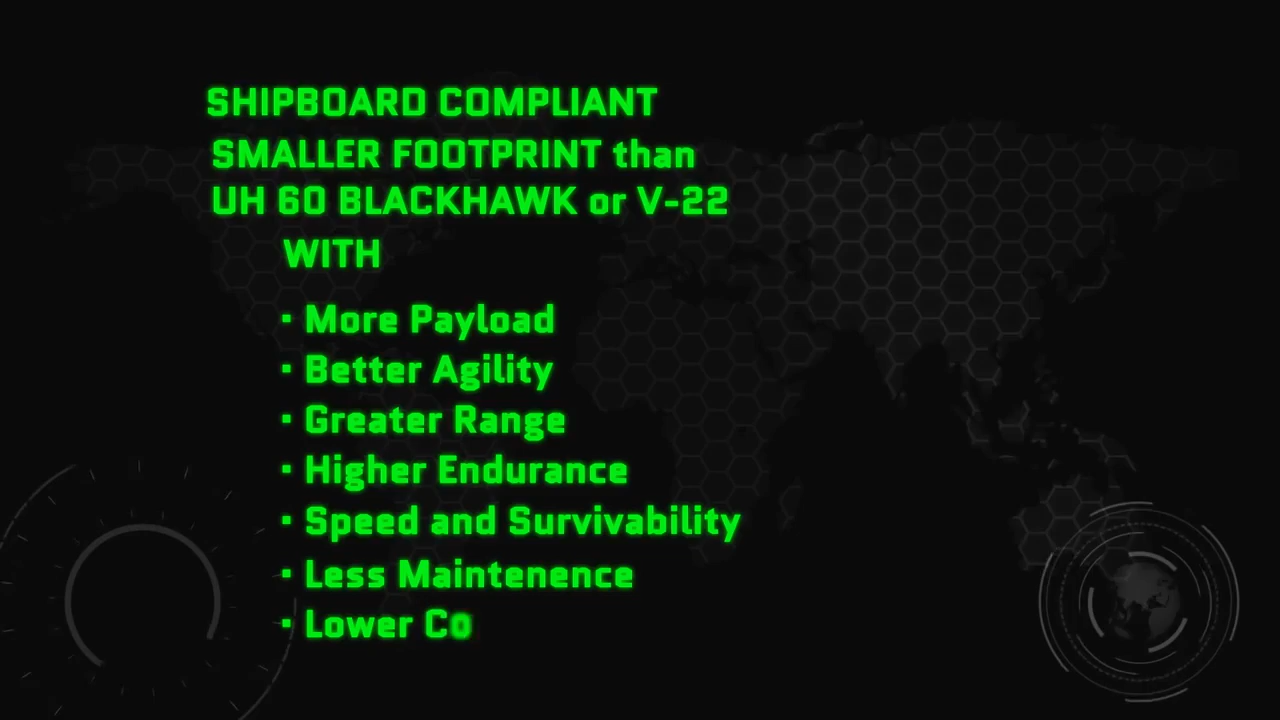 SHIPBOARD COMPLIANT
SMALLER FOOTPRINT than
UH 60 BLACKHAWK or V-22
WITH
· More Payload
· Better Agility
· Greater Range
· Higher Endurance
· Speed and Survivability
· Less Maintenence
· Lower Co